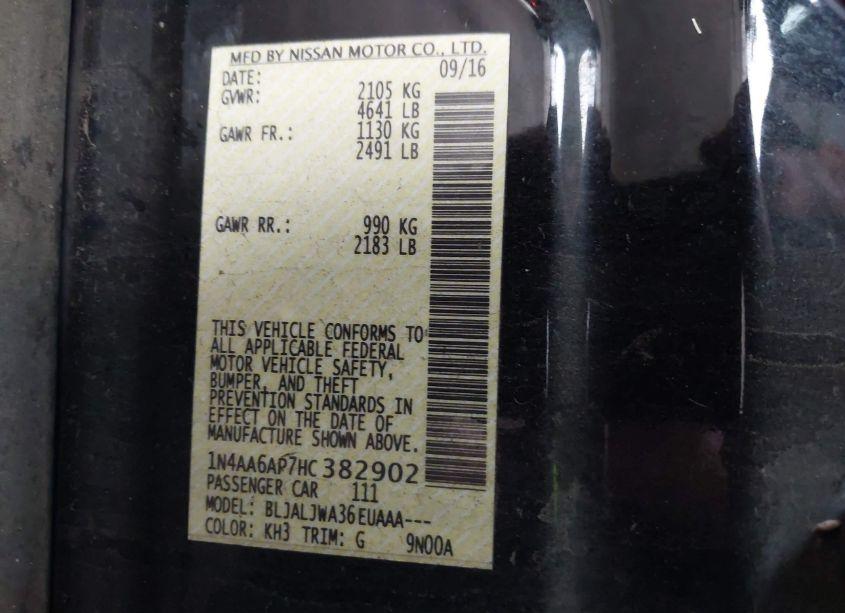 MFD BY NISSAN MOTOR CO., LTD.
DATE: 09/16
GVWR: 2105 KG
4641 LB
GAWR FR.: 1130 KG
2491 LB
GAWR RR.: 990 KG
2183 LB
THIS VEHICLE CONFORMS TO
ALL APPLICABLE FEDERAL
MOTOR VEHICLE SAFETY,
BUMPER, AND THEFT
PREVENTION STANDARDS IN
EFFECT ON THE DATE OF
MANUFACTURE SHOWN ABOVE.
1N4AA6AP7HC382902
PASSENGER CAR 111
MODEL: BLJALJWA36EUAAA---
COLOR: KH3 TRIM: G 9N00A